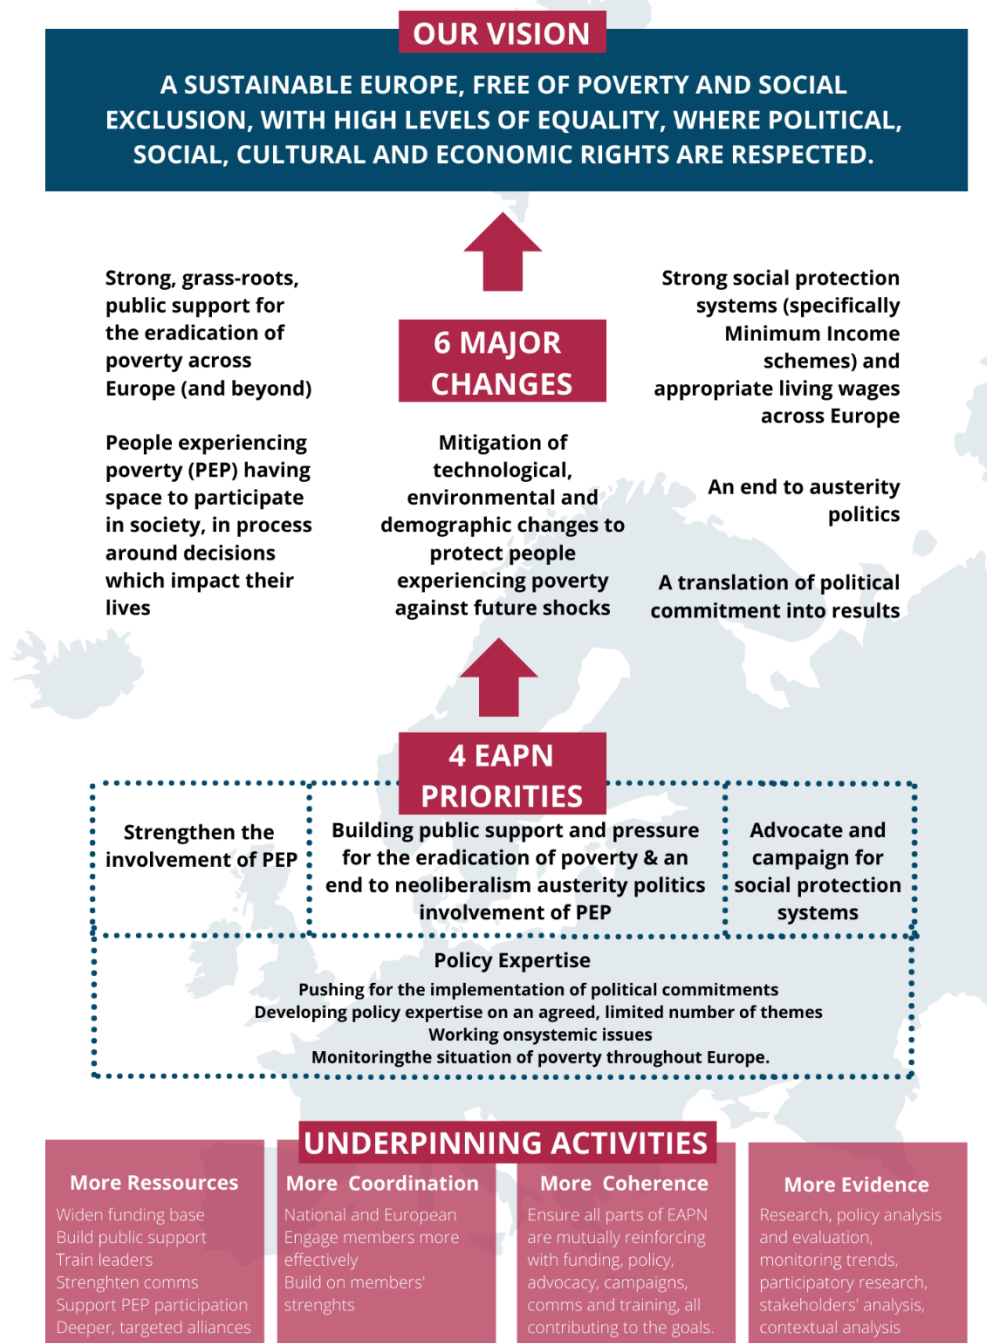 OUR VISION
A SUSTAINABLE EUROPE, FREE OF POVERTY AND SOCIAL
EXCLUSION, WITH HIGH LEVELS OF EQUALITY, WHERE POLITICAL,
SOCIAL, CULTURAL AND ECONOMIC RIGHTS ARE RESPECTED.
6 MAJOR
CHANGES
Strong, grass-roots,
public support for
the eradication of
poverty across
Europe (and beyond)
People experiencing
poverty (PEP) having
space to participate
in society, in process
around decisions
which impact their
lives
Mitigation of
technological,
environmental and
demographic changes to
protect people
experiencing poverty
against future shocks
Strong social protection
systems (specifically
Minimum Income
schemes) and
appropriate living wages
across Europe
An end to austerity
politics
A translation of political
commitment into results
4 EAPN
PRIORITIES
Strengthen the
involvement of PEP
Building public support and pressure
for the eradication of poverty & an
end to neoliberalism austerity politics
involvement of PEP
Advocate and
campaign for
social protection
systems
Policy Expertise
Pushing for the implementation of political commitments
Developing policy expertise on an agreed, limited number of themes
Working onsystemic issues
Monitoringthe situation of poverty throughout Europe.
UNDERPINNING ACTIVITIES
More Ressources
Widen funding base
Build public support
Train leaders
Strenghten comms
Support PEP participation
Deeper, targeted alliances
More Coordination
National and European
Engage members more
effectively
Build on members'
strenghts
More Coherence
Ensure all parts of EAPN
are mutually reinforcing
with funding, policy,
advocacy, campaigns,
comms and training, all
contributing to the goals.
More Evidence
Research, policy analysis
and evaluation,
monitoring trends,
participatory research,
stakeholders' analysis,
contextual analysis